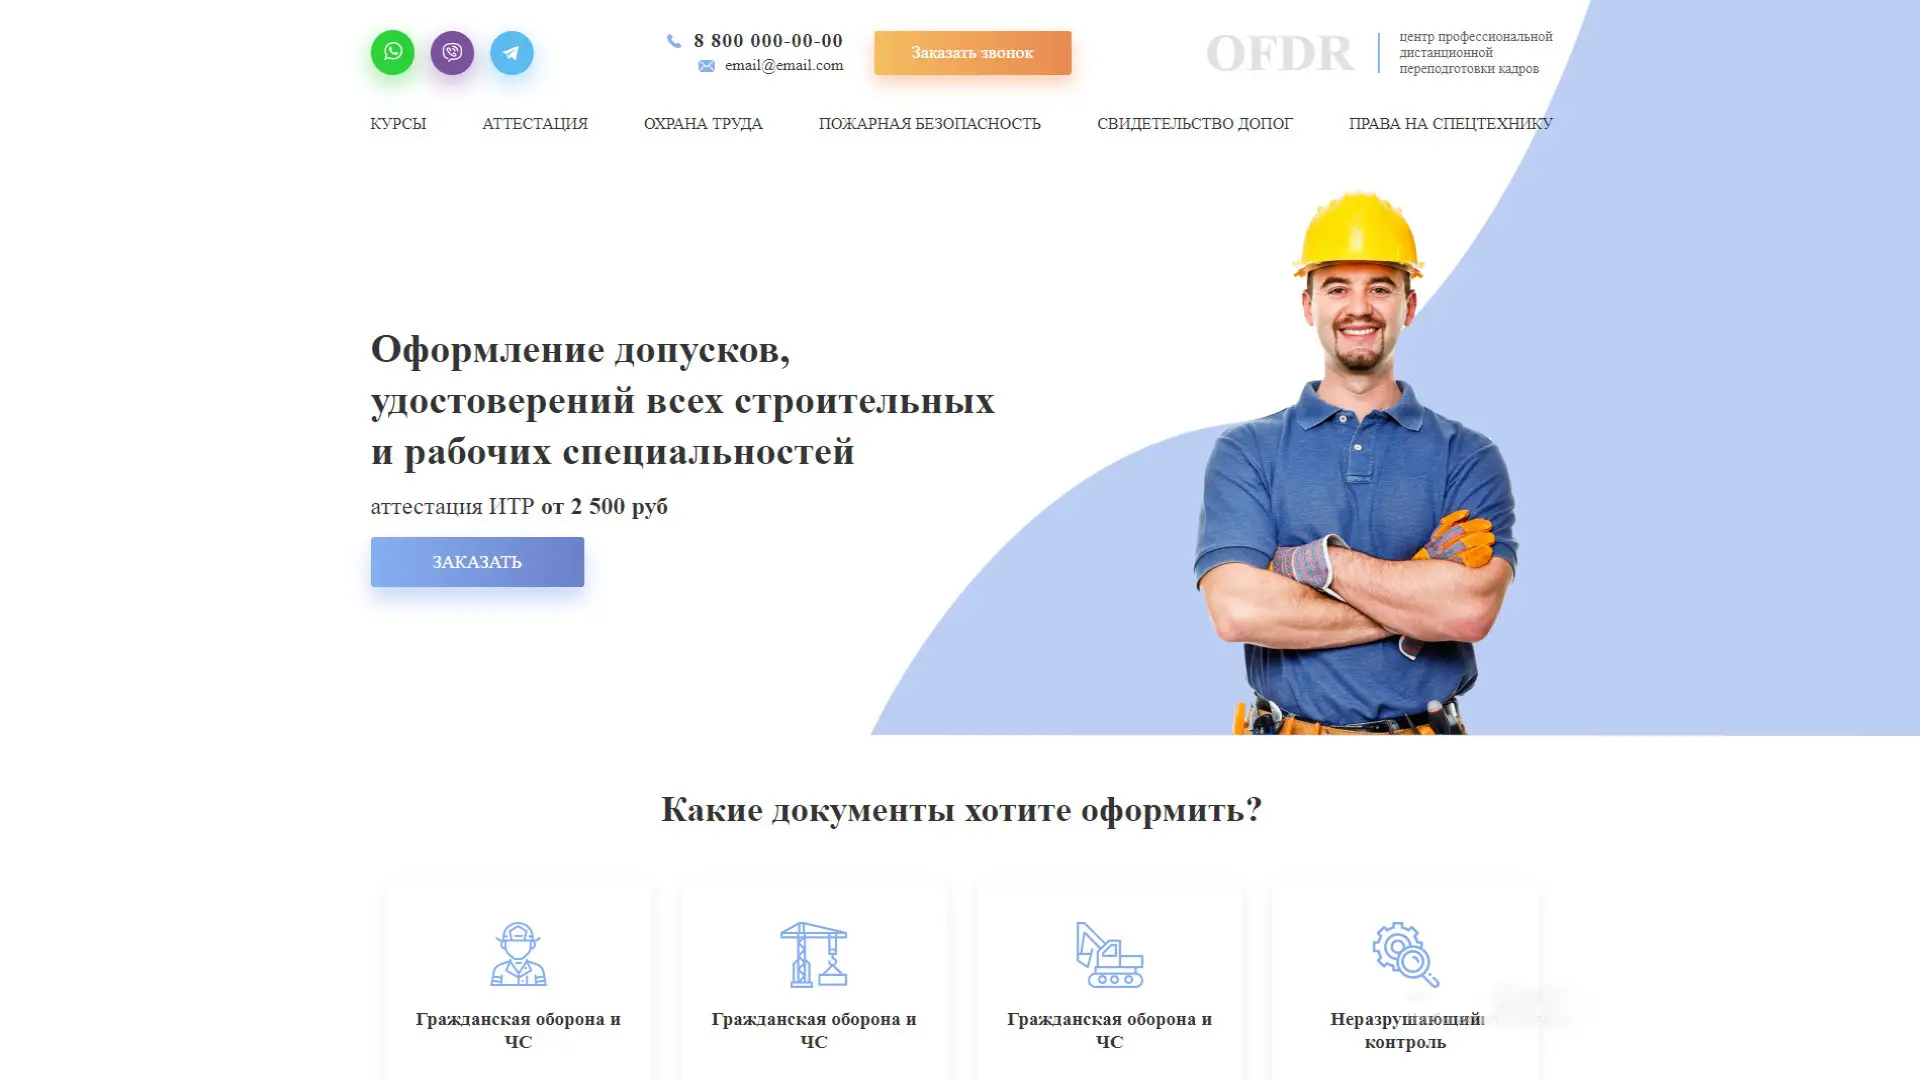 8 800 000-00-00
email@email.com
Заказать звонок
OFDR
центр профессиональной
дистанционной
переподготовки кадров
КУРСЫ
АТТЕСТАЦИЯ
ОХРАНА ТРУДА
ПОЖАРНАЯ БЕЗОПАСНОСТЬ
СВИДЕТЕЛЬСТВО ДОПОГ
ПРАВА НА СПЕЦТЕХНИКУ
Оформление допусков,
удостоверений всех строительных
и рабочих специальностей
аттестация ИТР от 2 500 руб
ЗАКАЗАТЬ
Какие документы хотите оформить?
Гражданская оборона и
ЧС
Гражданская оборона и
ЧС
Гражданская оборона и
ЧС
Неразрушающий
контроль